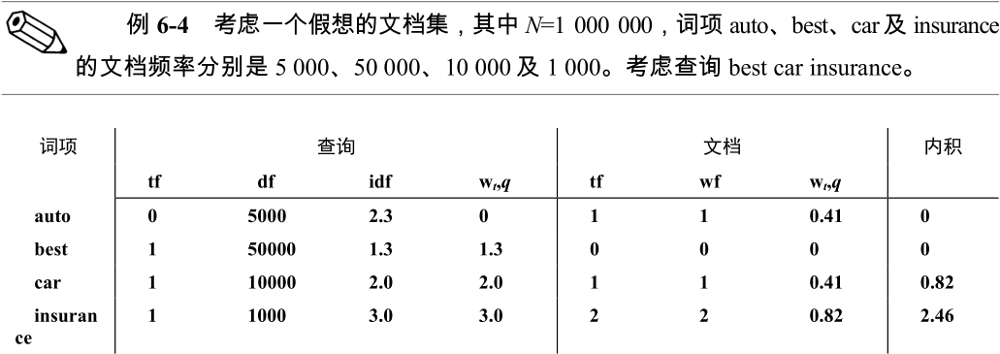 例 6-4 考虑一个假想的文档集，其中 N=1 000 000，词项 auto、best、car 及 insurance
的文档频率分别是 5 000、50 000、10 000 及 1 000。考虑查询 best car insurance。
词项 查询 文档 内积
tf df idf wt,q tf wf wt,q
auto 0 5000 2.3 0 1 1 0.41 0
best 1 50000 1.3 1.3 0 0 0 0
car 1 10000 2.0 2.0 1 1 0.41 0.82
insuran 1 1000 3.0 3.0 2 2 0.82 2.46
ce